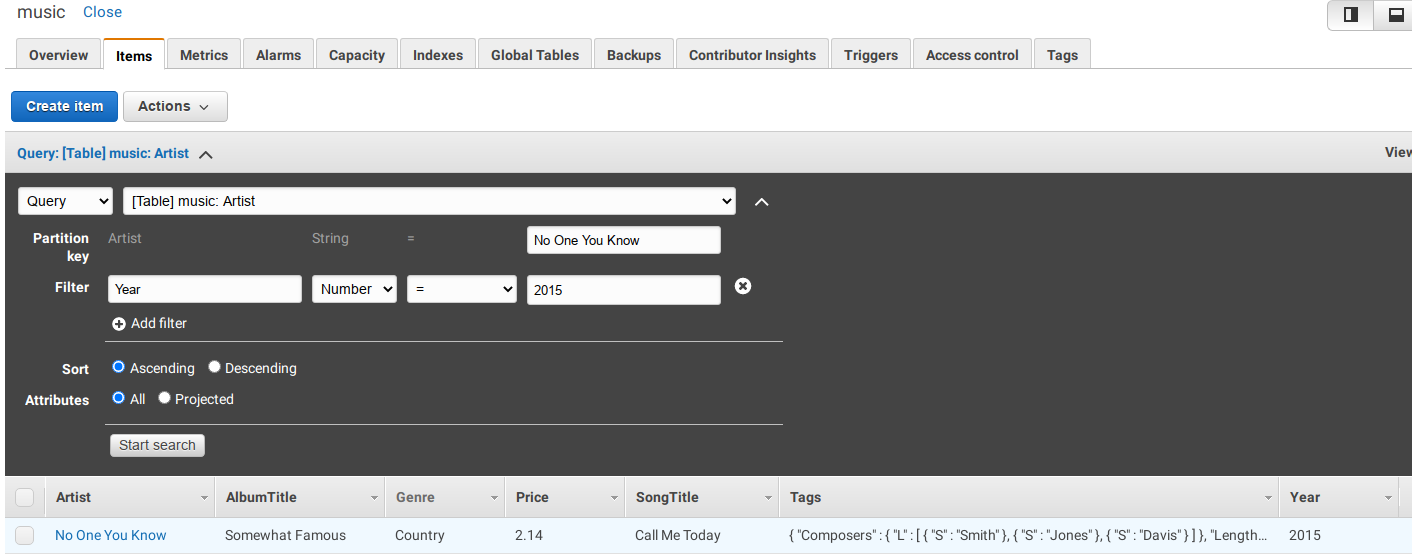 music Close
Overview Items Metrics Alarms Capacity Indexes Global Tables Backups Contributor Insights Triggers Access control Tags
Create item Actions
Query: [Table] music: Artist View
Query [Table] music: Artist
Partition key Artist String = No One You Know
Filter Year Number = 2015
Add filter
Sort Ascending Descending
Attributes All Projected
Start search
Artist AlbumTitle Genre Price SongTitle Tags Year
No One You Know Somewhat Famous Country 2.14 Call Me Today { "Composers" : { "L" : [ { "S" : "Smith" }, { "S" : "Jones" }, { "S" : "Davis" } ] }, "Length... 2015